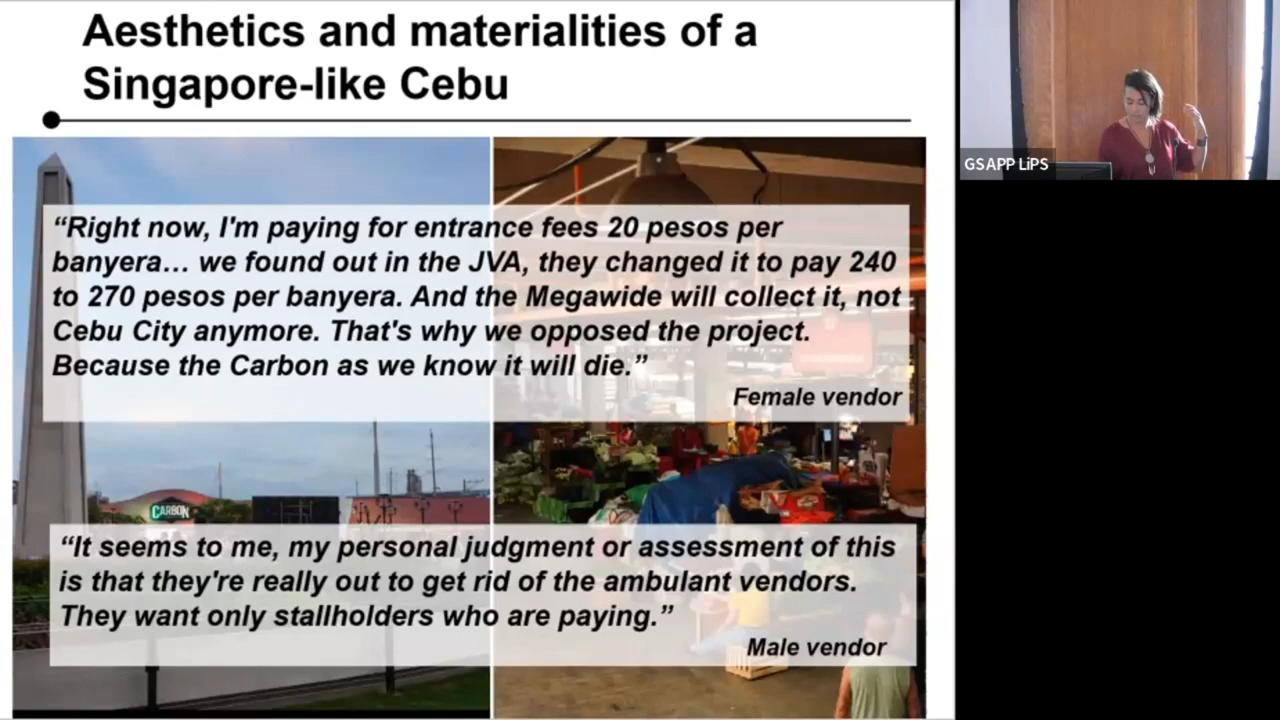 Aesthetics and materialities of a
Singapore-like Cebu
GSAPP LiPS
“Right now, I'm paying for entrance fees 20 pesos per
banyera… we found out in the JVA, they changed it to pay 240
to 270 pesos per banyera. And the Megawide will collect it, not
Cebu City anymore. That's why we opposed the project.
Because the Carbon as we know it will die.”
Female vendor
CARBON
“It seems to me, my personal judgment or assessment of this
is that they're really out to get rid of the ambulant vendors.
They want only stallholders who are paying.”
Male vendor